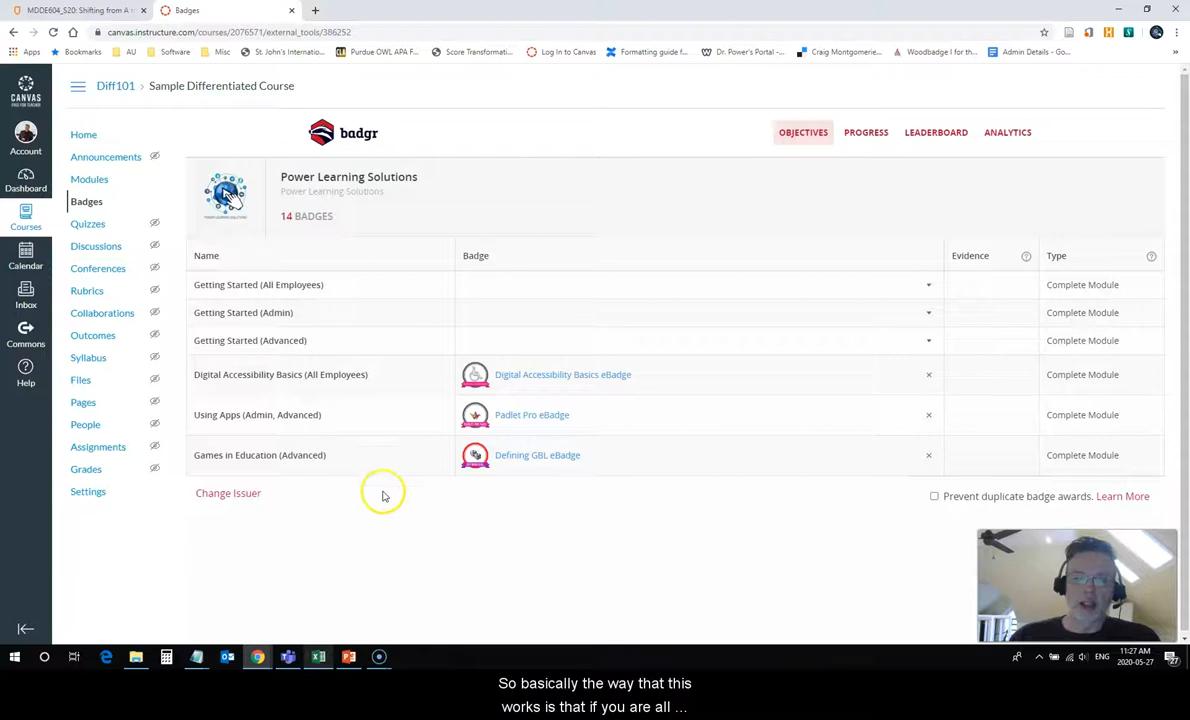 MDDE604_S20: Shifting from A t
Badges
canvas.instructure.com/courses/2076571/external_tools/386252
Apps
Bookmarks
AU
Software
Misc
St. John's Internatio...
Purdue OWL APA F...
Score Transformati...
Log In to Canvas
Formatting guide f...
Dr. Power's Portal -...
Craig Montgomerie...
Woodbadge I for th...
Admin Details - Go...
CANVAS
Account
Dashboard
Courses
Calendar
Inbox
Commons
Help
Diff101 › Sample Differentiated Course
Home
Announcements
Modules
Badges
Quizzes
Discussions
Conferences
Rubrics
Collaborations
Outcomes
Syllabus
Files
Pages
People
Assignments
Grades
Settings
badgr
OBJECTIVES PROGRESS LEADERBOARD ANALYTICS
Power Learning Solutions
Power Learning Solutions
14 BADGES
Name Badge Evidence Type
Getting Started (All Employees) Complete Module
Getting Started (Admin) Complete Module
Getting Started (Advanced) Complete Module
Digital Accessibility Basics (All Employees) Digital Accessibility Basics eBadge Complete Module
Using Apps (Admin, Advanced) Padlet Pro eBadge Complete Module
Games in Education (Advanced) Defining GBL eBadge Complete Module
Change Issuer
Prevent duplicate badge awards. Learn More
ENG
11:27 AM
2020-05-27
27
So basically the way that this
works is that if you are all ...